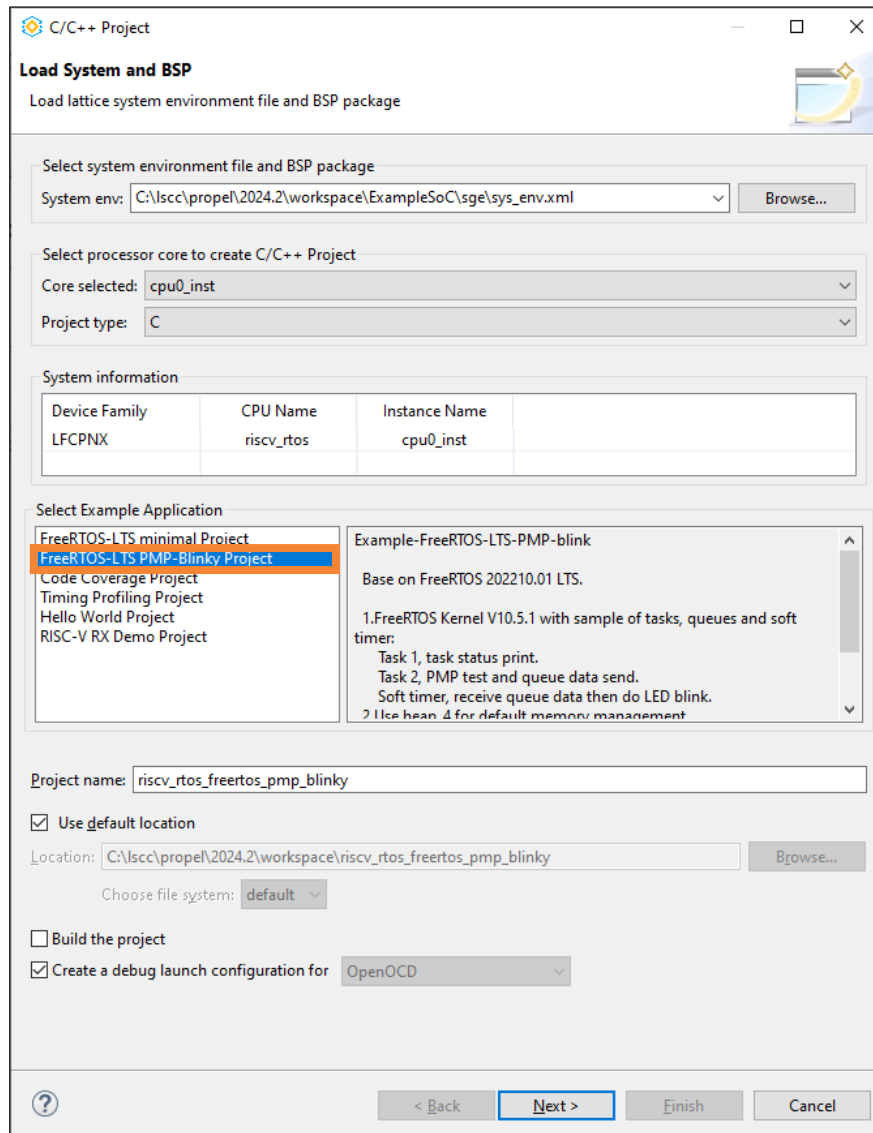 C/C++ Project
Load System and BSP
Load lattice system environment file and BSP package
Select system environment file and BSP package
System env: C:\lscc\propel\2024.2\workspace\ExampleSoC\sge\sys_env.xml Browse...
Select processor core to create C/C++ Project
Core selected: cpu0_inst
Project type: C
System information
Device Family CPU Name Instance Name
LFCPNX riscv_rtos cpu0_inst
Select Example Application
FreeRTOS-LTS minimal Project
FreeRTOS-LTS PMP-Blinky Project
Code Coverage Project
Timing Profiling Project
Hello World Project
RISC-V RX Demo Project
Example-FreeRTOS-LTS-PMP-blink
Base on FreeRTOS 202210.01 LTS.
1.FreeRTOS Kernel V10.5.1 with sample of tasks, queues and soft
timer:
Task 1, task status print.
Task 2, PMP test and queue data send.
Soft timer, receive queue data then do LED blink.
2.Use heap_4 for default memory management
Project name: riscv_rtos_freertos_pmp_blinky
Use default location
Location: C:\lscc\propel\2024.2\workspace\riscv_rtos_freertos_pmp_blinky Browse...
Choose file system: default
Build the project
Create a debug launch configuration for OpenOCD
? < Back Next > Finish Cancel